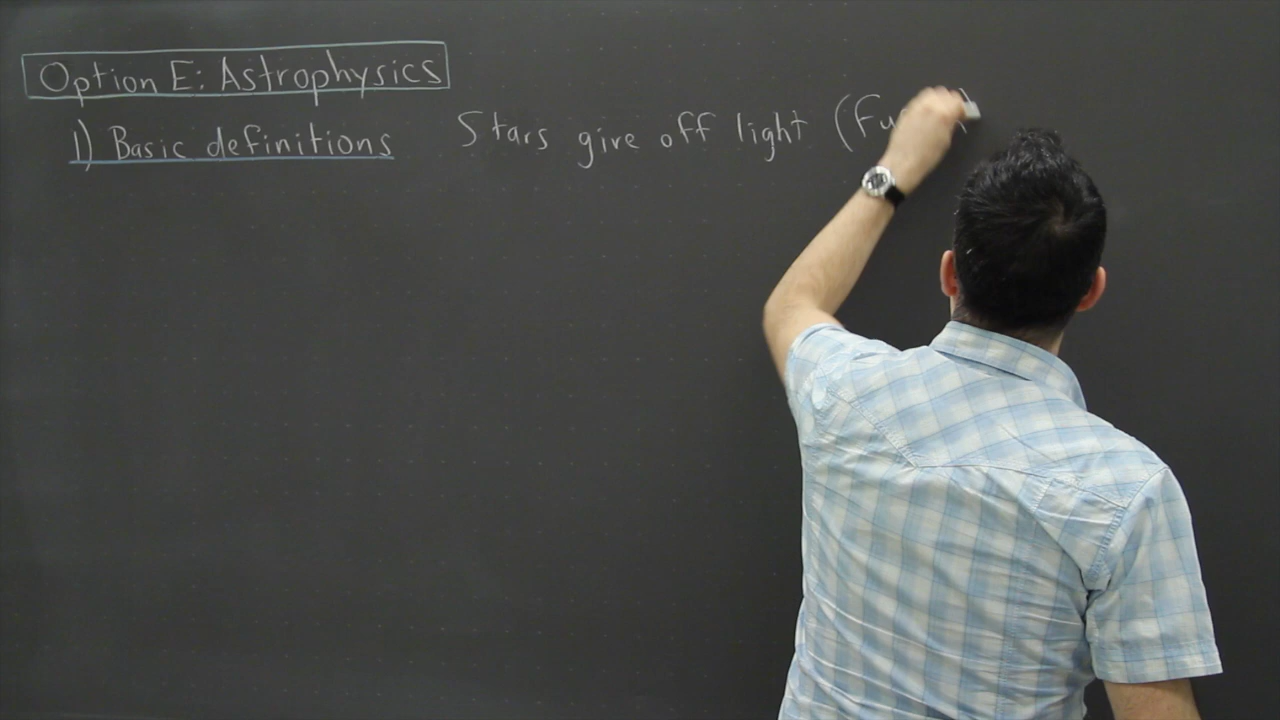 Option E: Astrophysics
1) Basic definitions
Stars give off light